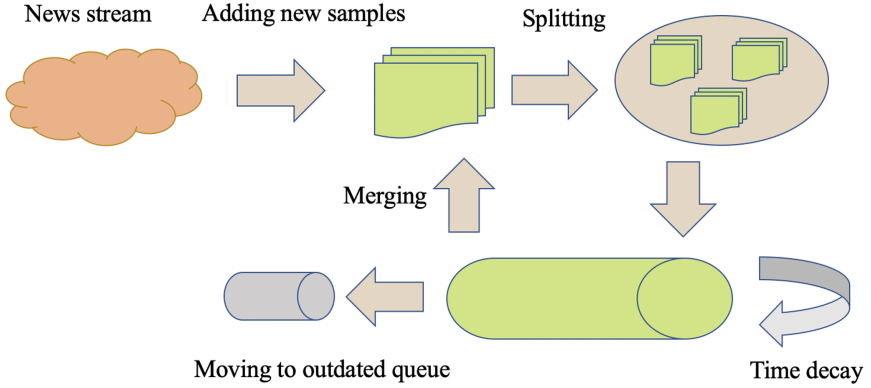 News stream
Adding new samples
Splitting
Merging
Moving to outdated queue
Time decay